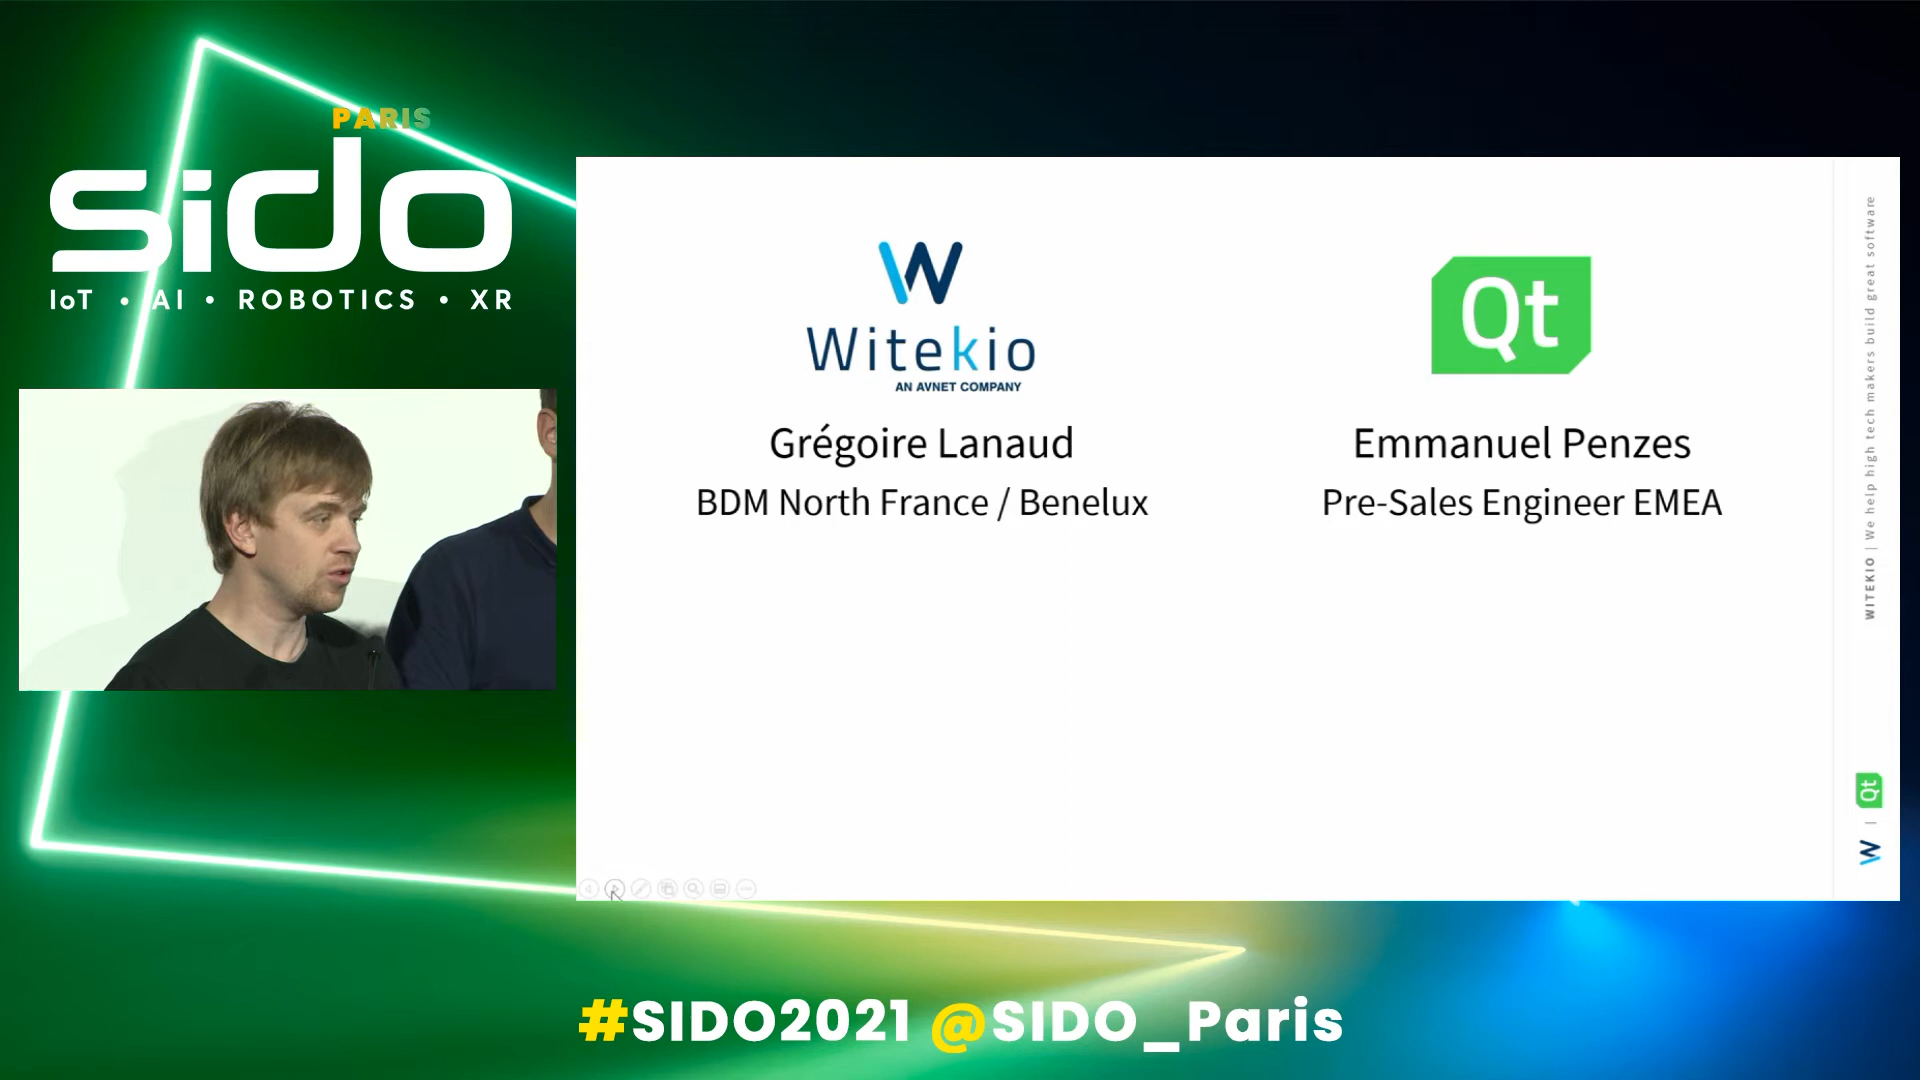 PARIS
sido
IoT • AI • ROBOTICS • XR
W
Witekio
AN AVNET COMPANY
Grégoire Lanaud
BDM North France / Benelux
Qt
Emmanuel Penzes
Pre-Sales Engineer EMEA
WITEKIO | We help high tech makers build great software
W | Qt
#SIDO2021 @SIDO_Paris